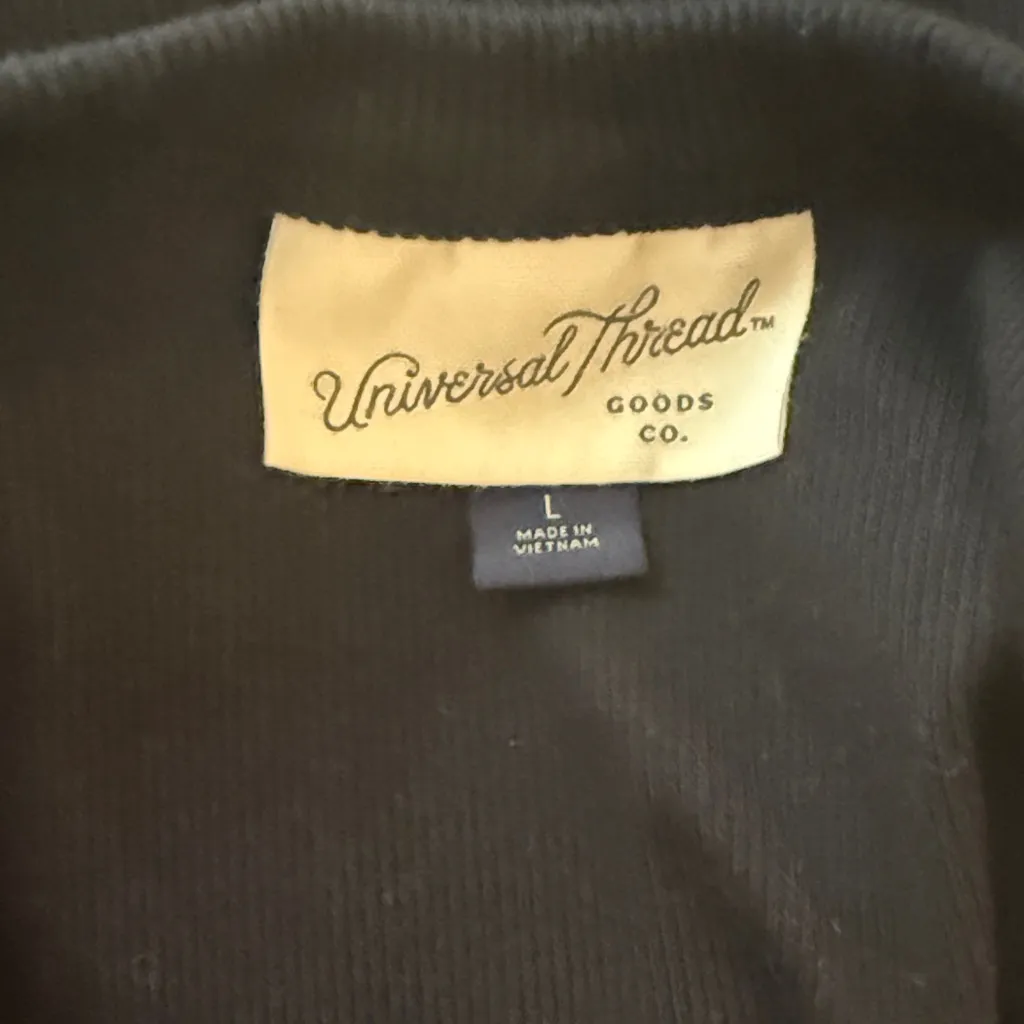 Universal Thread™
GOODS
CO.
L
MADE IN
VIETNAM